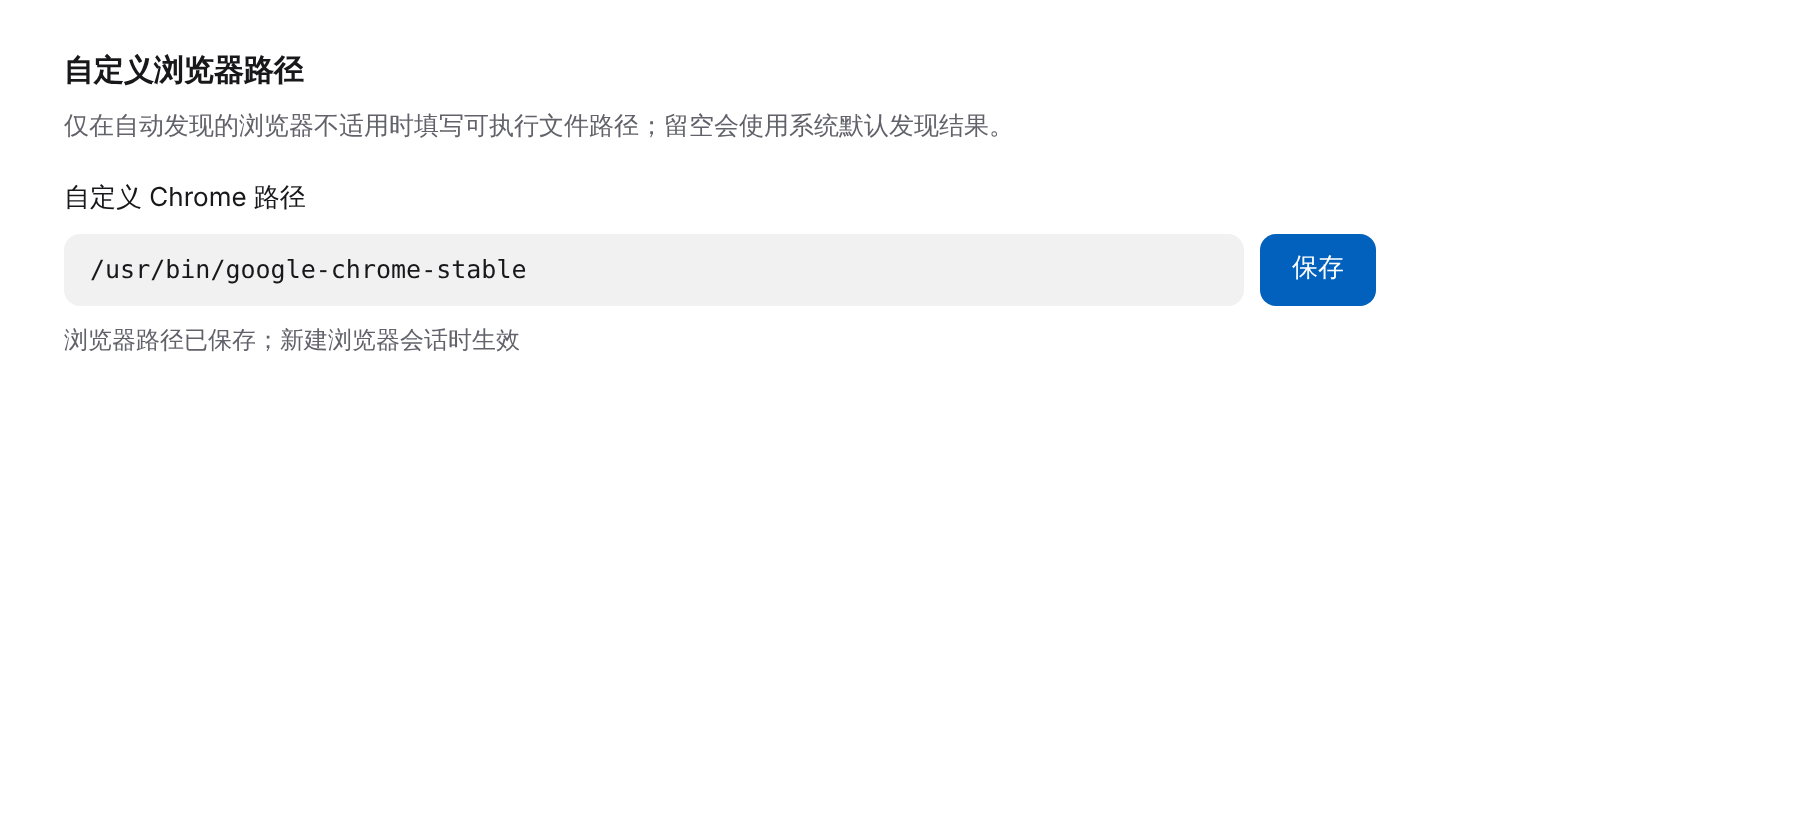 自定义浏览器路径
仅在自动发现的浏览器不适用时填写可执行文件路径；留空会使用系统默认发现结果。
自定义 Chrome 路径
/usr/bin/google-chrome-stable
保存
浏览器路径已保存；新建浏览器会话时生效